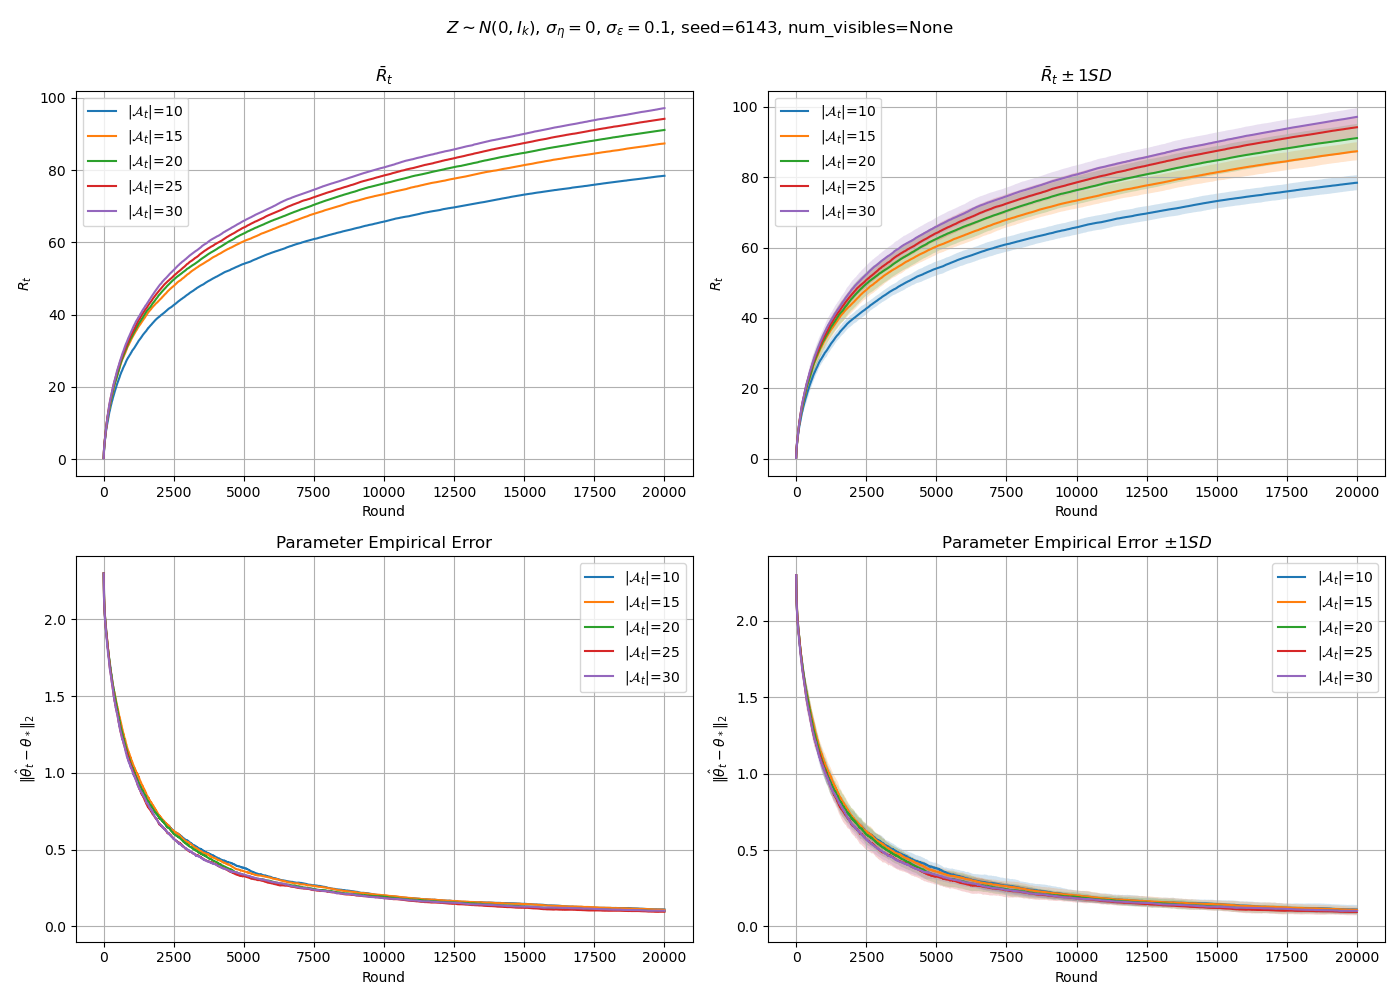 Z ∼ N(0, I_k), σ_η = 0, σ_ε = 0.1, seed=6143, num_visibles=None
R̄_t
R_t
100
80
60
40
20
0
|𝒜_t|=10
|𝒜_t|=15
|𝒜_t|=20
|𝒜_t|=25
|𝒜_t|=30
0 2500 5000 7500 10000 12500 15000 17500 20000
Round
R̄_t ± 1SD
R_t
100
80
60
40
20
0
|𝒜_t|=10
|𝒜_t|=15
|𝒜_t|=20
|𝒜_t|=25
|𝒜_t|=30
0 2500 5000 7500 10000 12500 15000 17500 20000
Round
Parameter Empirical Error
‖θ̂_t − θ_*‖₂
2.0
1.5
1.0
0.5
0.0
|𝒜_t|=10
|𝒜_t|=15
|𝒜_t|=20
|𝒜_t|=25
|𝒜_t|=30
0 2500 5000 7500 10000 12500 15000 17500 20000
Round
Parameter Empirical Error ±1SD
‖θ̂_t − θ_*‖₂
2.0
1.5
1.0
0.5
0.0
|𝒜_t|=10
|𝒜_t|=15
|𝒜_t|=20
|𝒜_t|=25
|𝒜_t|=30
0 2500 5000 7500 10000 12500 15000 17500 20000
Round